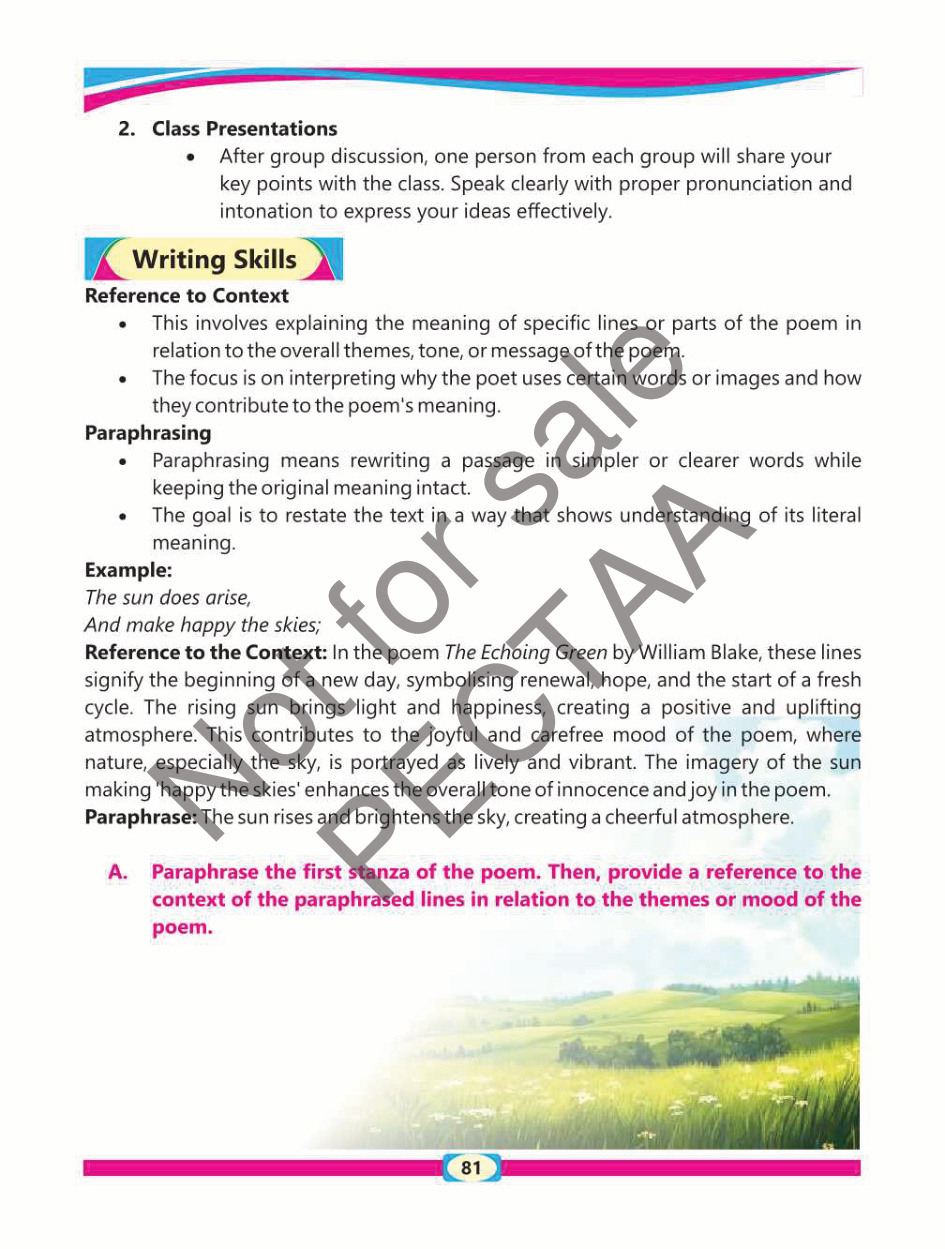 2. Class Presentations
• After group discussion, one person from each group will share your
key points with the class. Speak clearly with proper pronunciation and
intonation to express your ideas effectively.
Writing Skills
Reference to Context
• This involves explaining the meaning of specific lines or parts of the poem in
relation to the overall themes, tone, or message of the poem.
• The focus is on interpreting why the poet uses certain words or images and how
they contribute to the poem's meaning.
Paraphrasing
• Paraphrasing means rewriting a passage in simpler or clearer words while
keeping the original meaning intact.
• The goal is to restate the text in a way that shows understanding of its literal
meaning.
Example:
The sun does arise,
And make happy the skies;
Reference to the Context: In the poem The Echoing Green by William Blake, these lines
signify the beginning of a new day, symbolising renewal, hope, and the start of a fresh
cycle. The rising sun brings light and happiness, creating a positive and uplifting
atmosphere. This contributes to the joyful and carefree mood of the poem, where
nature, especially the sky, is portrayed as lively and vibrant. The imagery of the sun
making 'happy the skies' enhances the overall tone of innocence and joy in the poem.
Paraphrase: The sun rises and brightens the sky, creating a cheerful atmosphere.
A. Paraphrase the first stanza of the poem. Then, provide a reference to the
context of the paraphrased lines in relation to the themes or mood of the
poem.
81
Not for sale
PECTAA